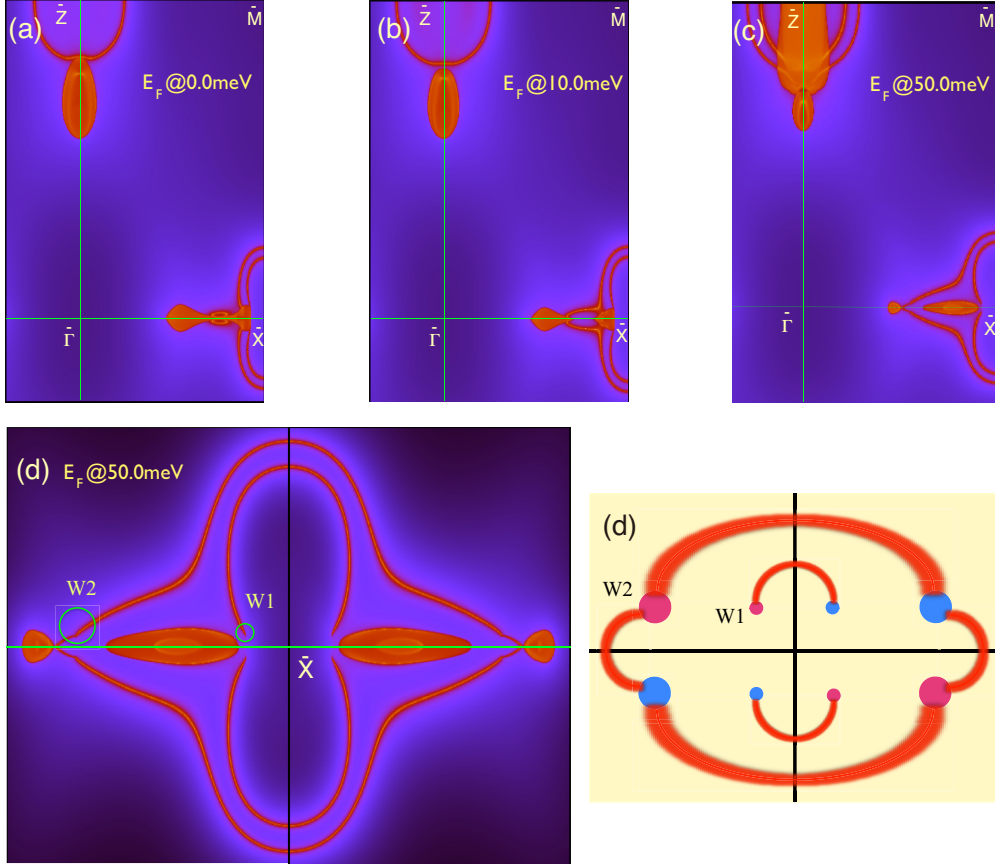 (a)
Z̄
M̄
E_F @0.0meV
Γ̄
X̄
(b)
Z̄
M̄
E_F @10.0meV
Γ̄
X̄
(c)
Z̄
M̄
E_F @50.0meV
Γ̄
X̄
(d) E_F @50.0meV
W2
W1
X̄
(d)
W2
W1